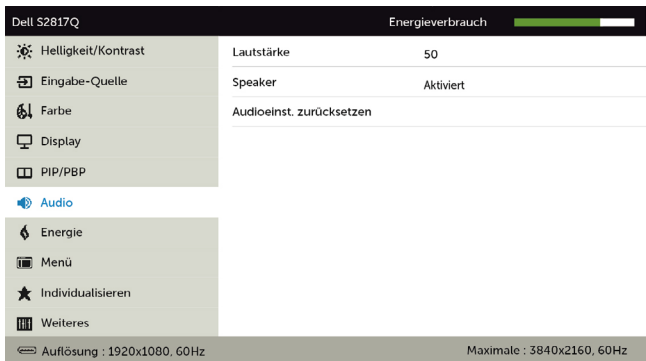 Dell S2817Q Energieverbrauch
Helligkeit/Kontrast
Eingabe-Quelle
Farbe
Display
PIP/PBP
Audio
Energie
Menü
Individualisieren
Weiteres
Lautstärke 50
Speaker Aktiviert
Audioeinst. zurücksetzen
Auflösung : 1920x1080, 60Hz Maximale : 3840x2160, 60Hz